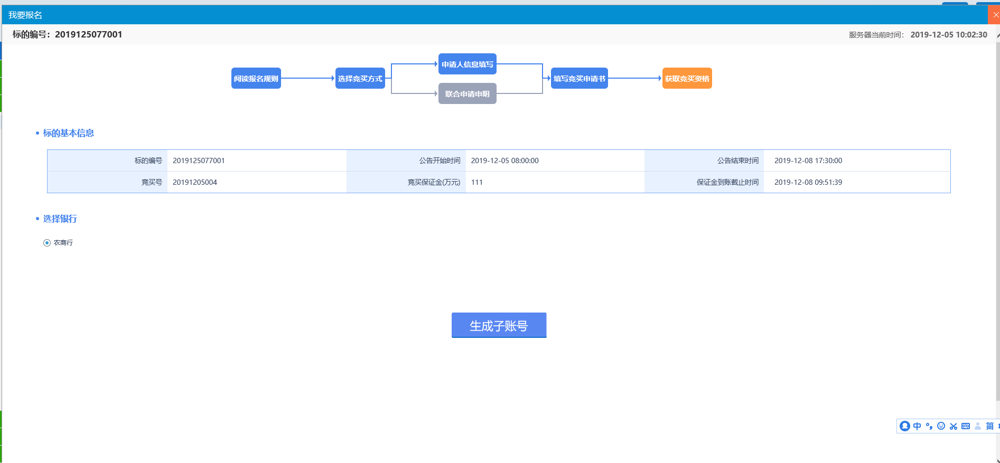 我要报名
标的编号：2019125077001
服务器当前时间： 2019-12-05 10:02:30
阅读报名规则
选择竞买方式
申请人信息填写
联合申请申明
填写竞买申请书
获取竞买资格
标的基本信息
标的编号 2019125077001 公告开始时间 2019-12-05 08:00:00 公告结束时间 2019-12-08 17:30:00
竞买号 20191205004 竞买保证金(万元) 111 保证金到账截止时间 2019-12-08 09:51:39
选择银行
农商行
生成子账号
中 简